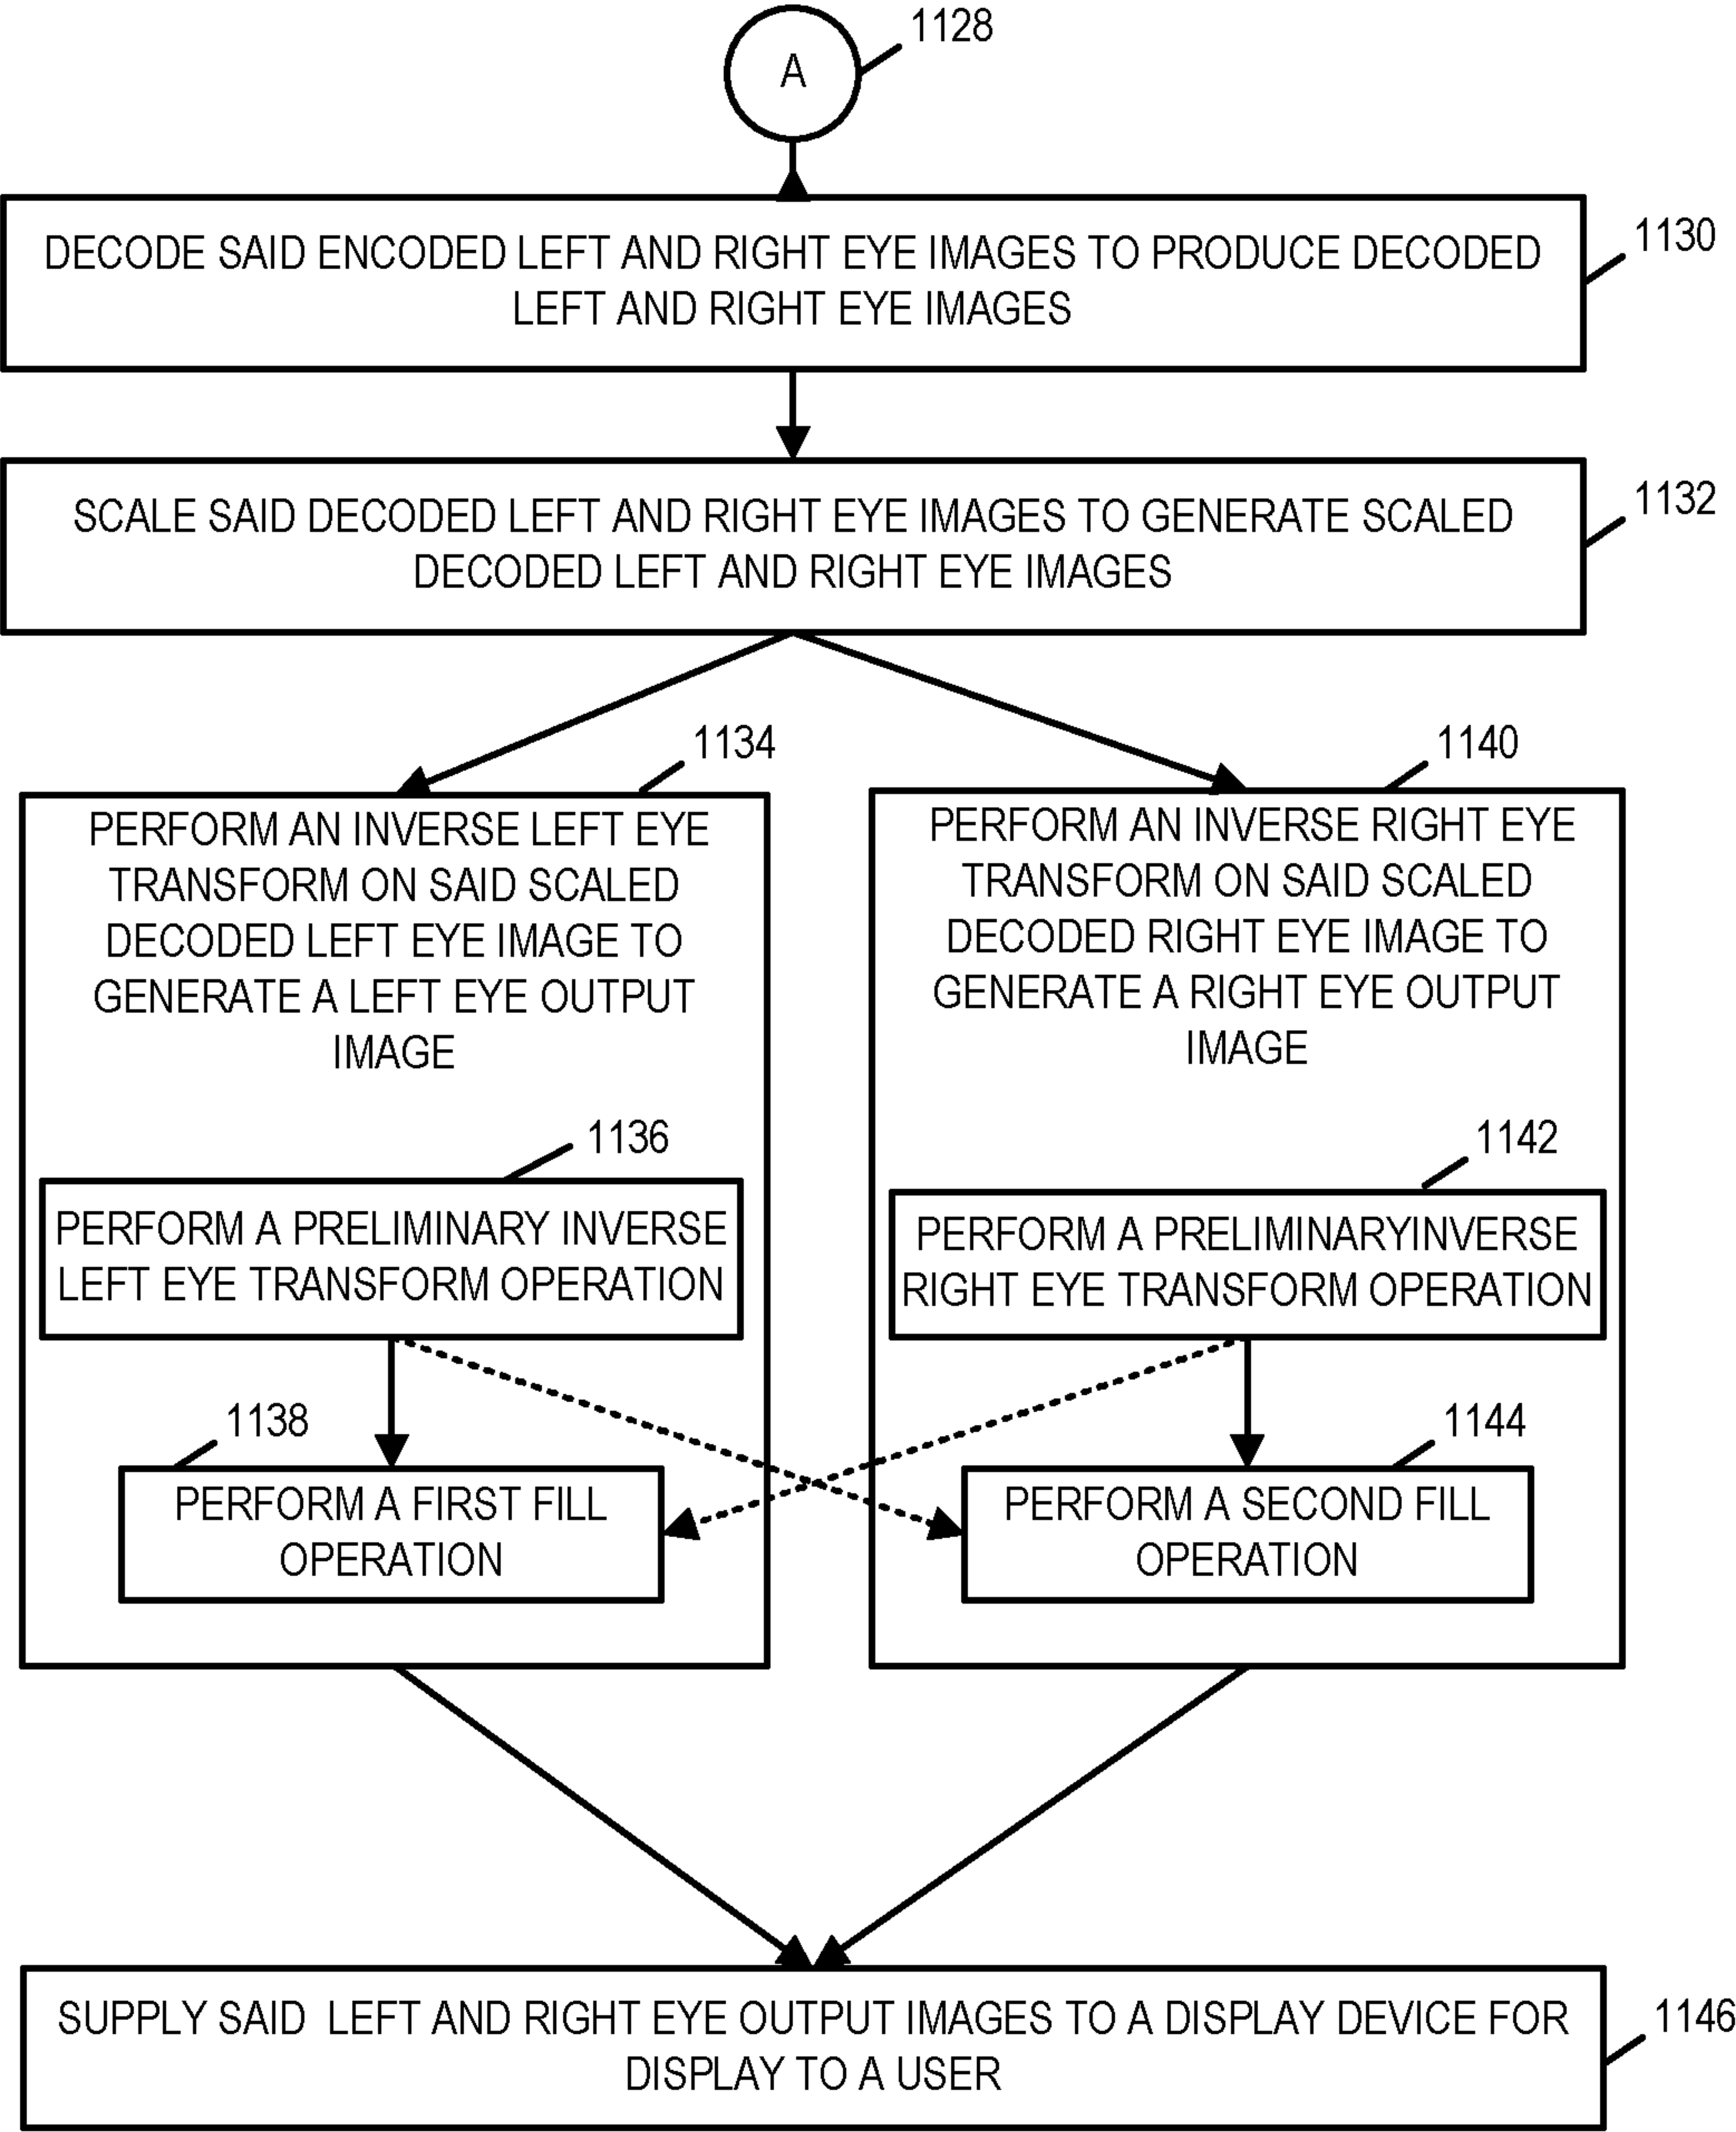 1128
A
1130
DECODE SAID ENCODED LEFT AND RIGHT EYE IMAGES TO PRODUCE DECODED
LEFT AND RIGHT EYE IMAGES
1132
SCALE SAID DECODED LEFT AND RIGHT EYE IMAGES TO GENERATE SCALED
DECODED LEFT AND RIGHT EYE IMAGES
1134
PERFORM AN INVERSE LEFT EYE
TRANSFORM ON SAID SCALED
DECODED LEFT EYE IMAGE TO
GENERATE A LEFT EYE OUTPUT
IMAGE
1136
PERFORM A PRELIMINARY INVERSE
LEFT EYE TRANSFORM OPERATION
1138
PERFORM A FIRST FILL
OPERATION
1140
PERFORM AN INVERSE RIGHT EYE
TRANSFORM ON SAID SCALED
DECODED RIGHT EYE IMAGE TO
GENERATE A RIGHT EYE OUTPUT
IMAGE
1142
PERFORM A PRELIMINARYINVERSE
RIGHT EYE TRANSFORM OPERATION
1144
PERFORM A SECOND FILL
OPERATION
1146
SUPPLY SAID  LEFT AND RIGHT EYE OUTPUT IMAGES TO A DISPLAY DEVICE FOR
DISPLAY TO A USER